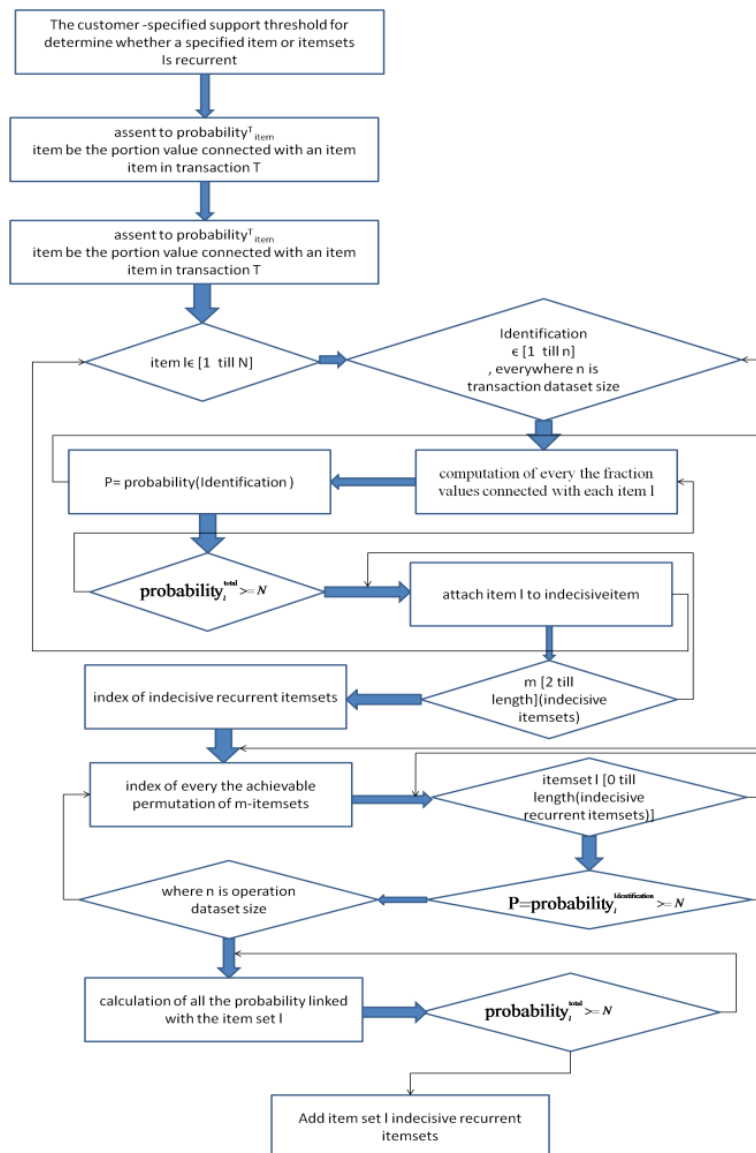 The customer -specified support threshold for
determine whether a specified item or itemsets
Is recurrent
assent to probability^T_item
item be the portion value connected with an item
item in transaction T
assent to probability^T_item
item be the portion value connected with an item
item in transaction T
item lϵ [1 till N]
Identification
ϵ [1 till n]
, everywhere n is
transaction dataset size
P= probability(Identification )
computation of every the fraction
values connected with each item l
probability_l^total >= N
attach item l to indecisiveitem
index of indecisive recurrent itemsets
m [2 till
length](indecisive
itemsets)
index of every the achievable
permutation of m-itemsets
itemset l [0 till
length(indecisive
recurrent itemsets)]
where n is operation
dataset size
P=probability_l^Identification >= N
calculation of all the probability linked
with the item set l
probability_l^total >= N
Add item set l indecisive recurrent
itemsets